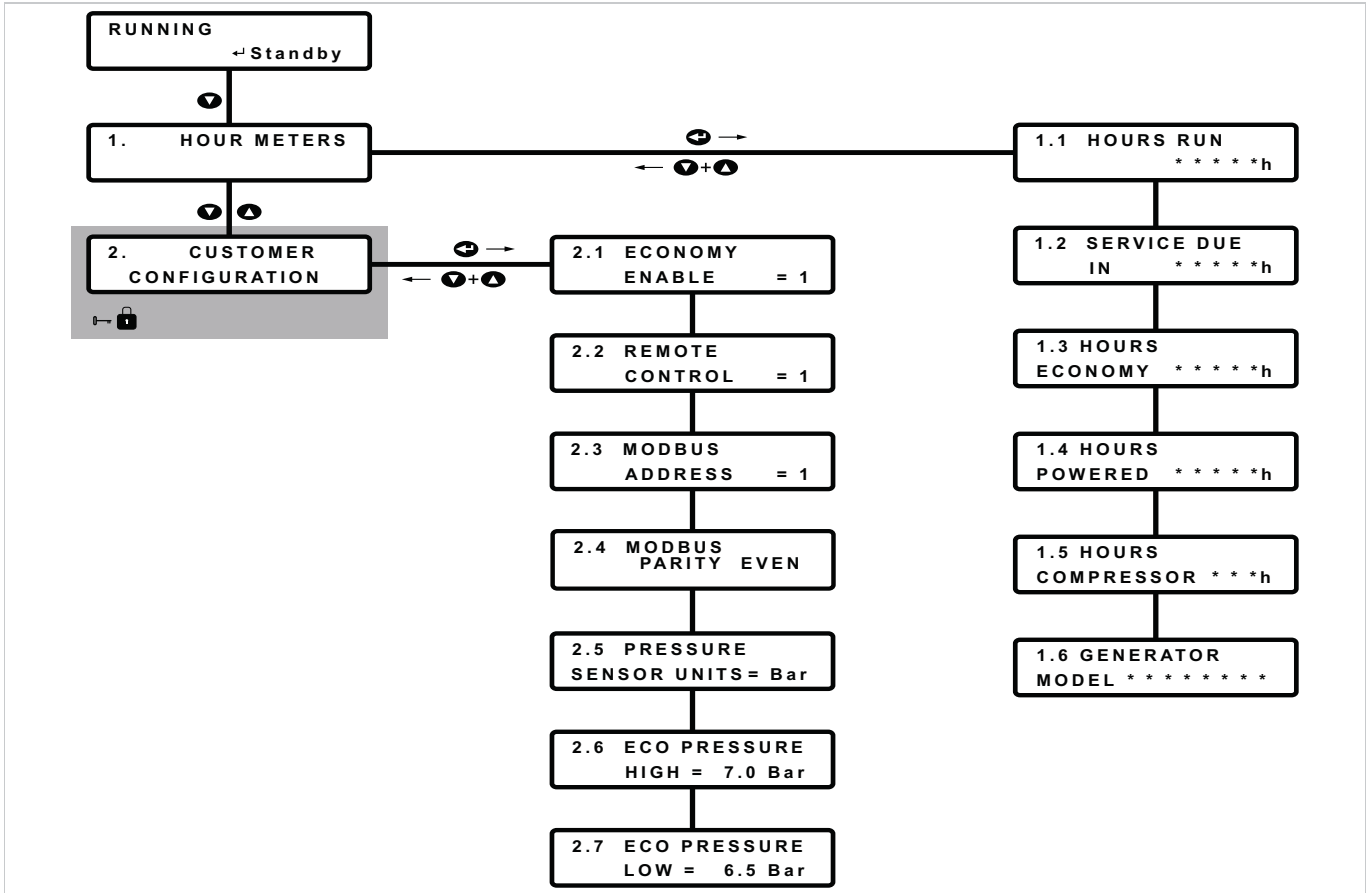 RUNNING
↵Standby
1. HOUR METERS
2. CUSTOMER
CONFIGURATION
1
2.1 ECONOMY
ENABLE = 1
2.2 REMOTE
CONTROL = 1
2.3 MODBUS
ADDRESS = 1
2.4 MODBUS
PARITY EVEN
2.5 PRESSURE
SENSOR UNITS= Bar
2.6 ECO PRESSURE
HIGH = 7.0 Bar
2.7 ECO PRESSURE
LOW = 6.5 Bar
1.1 HOURS RUN
* * * * *h
1.2 SERVICE DUE
IN * * * * *h
1.3 HOURS
ECONOMY * * * * *h
1.4 HOURS
POWERED * * * * *h
1.5 HOURS
COMPRESSOR * * *h
1.6 GENERATOR
MODEL * * * * * * * *